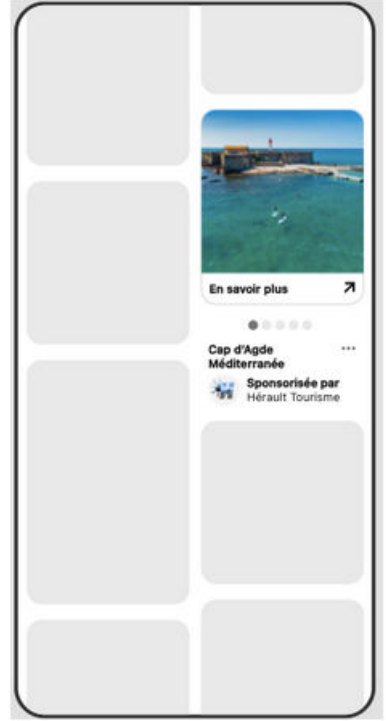 En savoir plus
Cap d'Agde
Méditerranée
Sponsorisée par
Hérault Tourisme